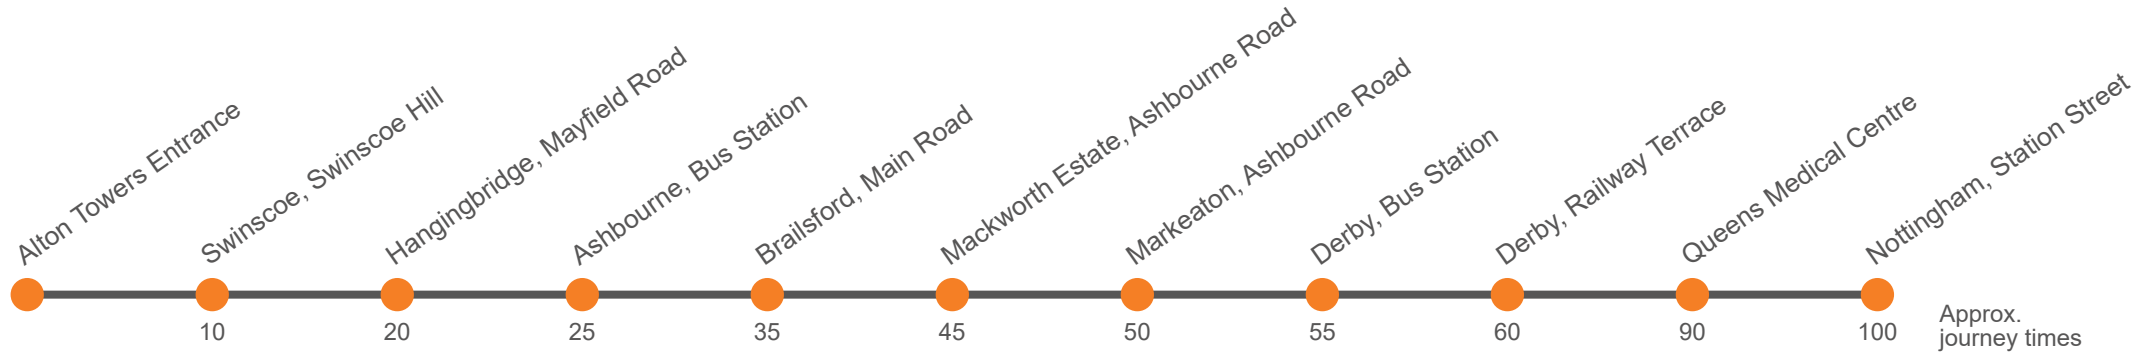 Alton Towers Entrance
Swinscoe, Swinscoe Hill
Hangingbridge, Mayfield Road
Ashbourne, Bus Station
Brailsford, Main Road
Mackworth Estate, Ashbourne Road
Markeaton, Ashbourne Road
Derby, Bus Station
Derby, Railway Terrace
Queens Medical Centre
Nottingham, Station Street
10 20 25 35 45 50 55 60 90 100
Approx.
journey times